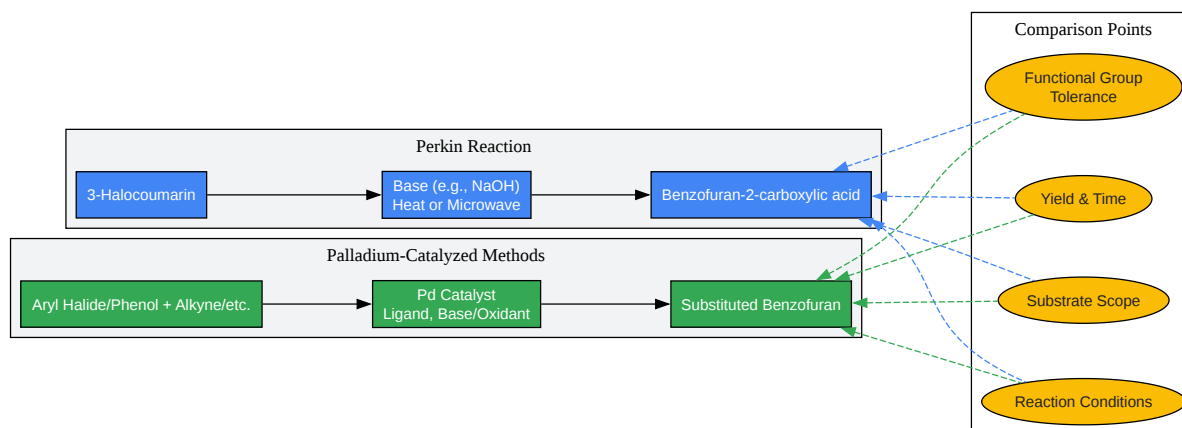 Comparison Points
Functional Group
Tolerance
Perkin Reaction
3-Halocoumarin
Base (e.g., NaOH)
Heat or Microwave
Benzofuran-2-carboxylic acid
Yield & Time
Palladium-Catalyzed Methods
Aryl Halide/Phenol + Alkyne/etc.
Pd Catalyst
Ligand, Base/Oxidant
Substituted Benzofuran
Substrate Scope
Reaction Conditions